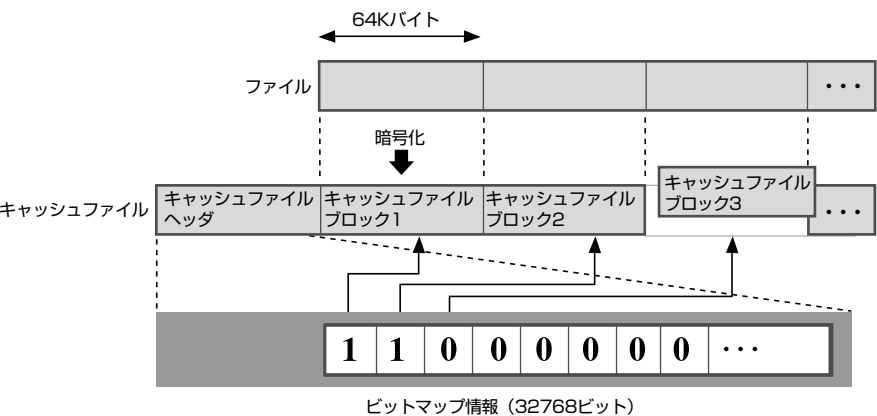 64Kバイト
ファイル
・・・
暗号化
キャッシュファイル
キャッシュファイル
ヘッダ
キャッシュファイル
ブロック1
キャッシュファイル
ブロック2
キャッシュファイル
ブロック3
・・・
1 1 0 0 0 0 0 0 ・・・
ビットマップ情報（32768ビット）